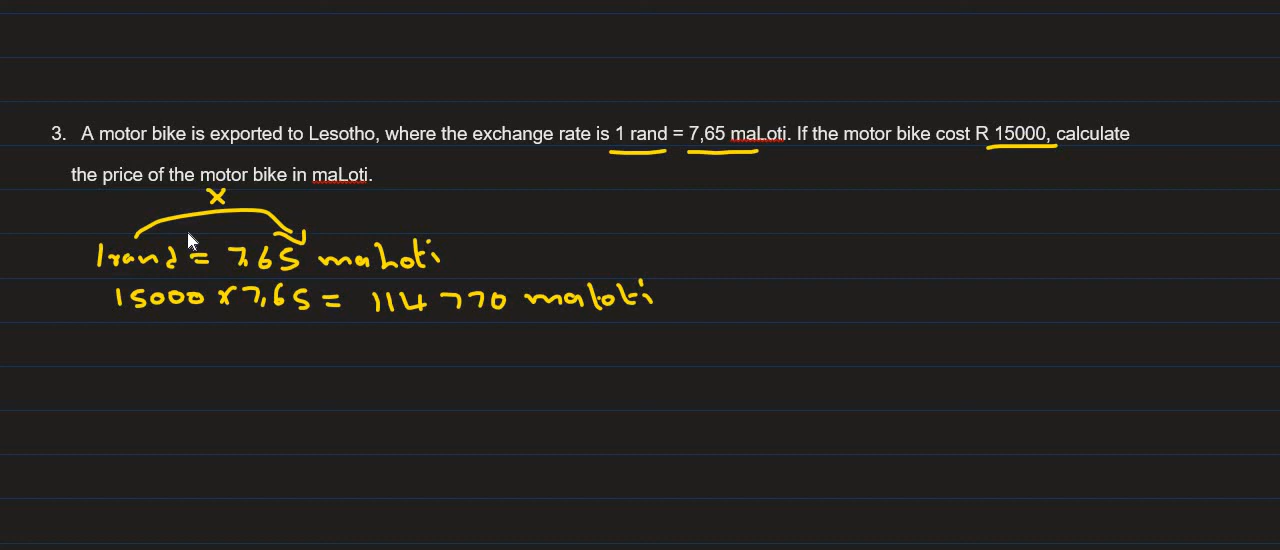 3. A motor bike is exported to Lesotho, where the exchange rate is 1 rand = 7,65 maLoti. If the motor bike cost R 15000, calculate
the price of the motor bike in maLoti.
x
1 rand = 7,65 maLoti
15000 x 7,65 = 114 770 maloti